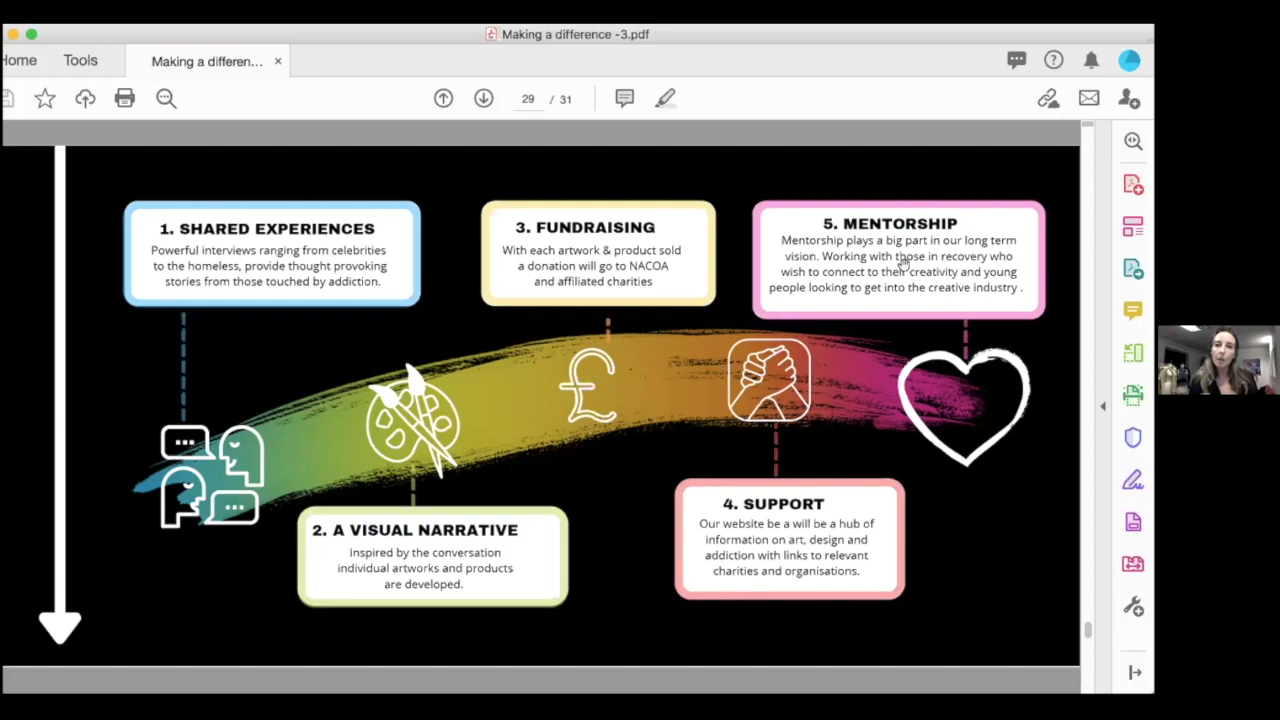 Making a difference -3.pdf
Home
Tools
Making a differen... ×
29 / 31
1. SHARED EXPERIENCES
Powerful interviews ranging from celebrities
to the homeless, provide thought provoking
stories from those touched by addiction.
3. FUNDRAISING
With each artwork & product sold
a donation will go to NACOA
and affiliated charities
5. MENTORSHIP
Mentorship plays a big part in our long term
vision. Working with those in recovery who
wish to connect to their creativity and young
people looking to get into the creative industry .
£
2. A VISUAL NARRATIVE
Inspired by the conversation
individual artworks and products
are developed.
4. SUPPORT
Our website be a will be a hub of
information on art, design and
addiction with links to relevant
charities and organisations.